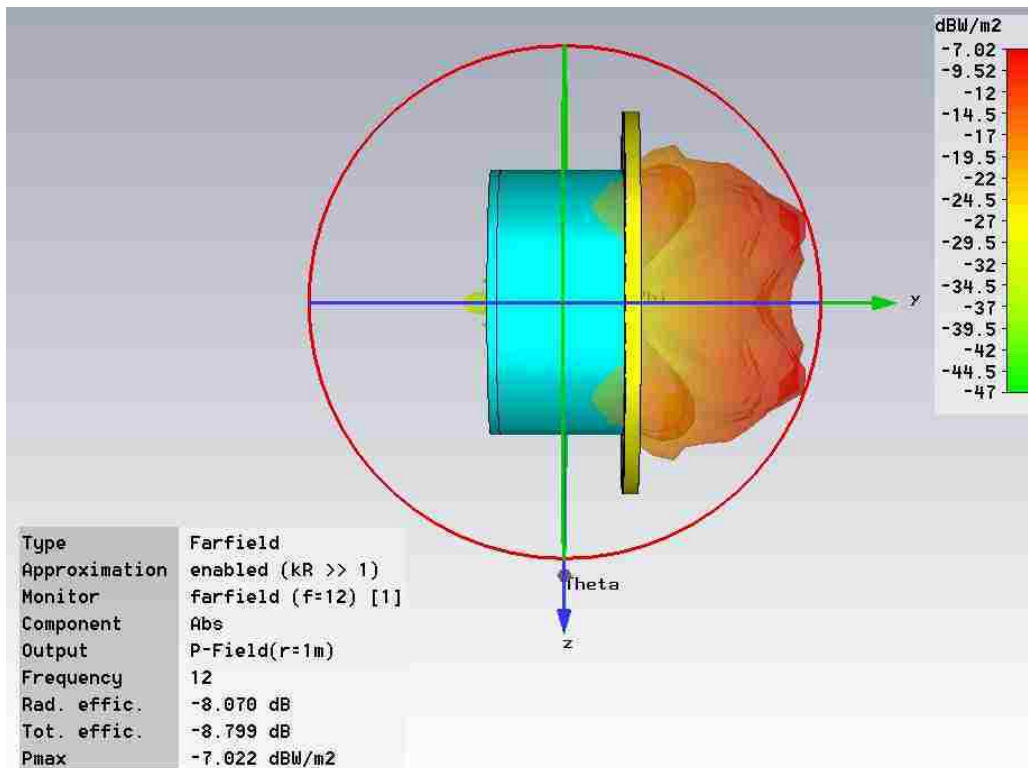 dBW/m2
-7.02
-9.52
-12
-14.5
-17
-19.5
-22
-24.5
-27
-29.5
-32
-34.5
-37
-39.5
-42
-44.5
-47
Phi
y
Theta
z
Type Farfield
Approximation enabled (kR >> 1)
Monitor farfield (f=12) [1]
Component Abs
Output P-Field(r=1m)
Frequency 12
Rad. effic. -8.070 dB
Tot. effic. -8.799 dB
Pmax -7.022 dBW/m2